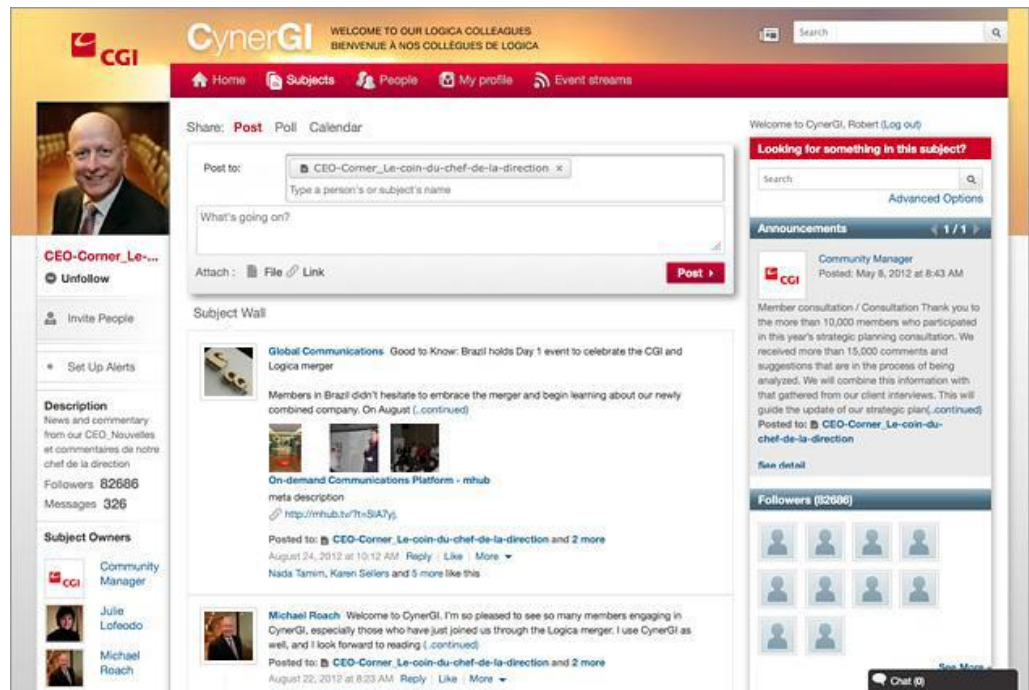 CGI
CynerGI
WELCOME TO OUR LOGICA COLLEAGUES
BIENVENUE À NOS COLLÈGUES DE LOGICA
Search
Home Subjects People My profile Event streams
CEO-Corner_Le-...
Unfollow
Invite People
Set Up Alerts
Description
News and commentary
from our CEO_Nouvelles
et commentaires de notre
chef de la direction
Followers 82686
Messages 326
Subject Owners
CGI
Community
Manager
Julie
Lofeodo
Michael
Roach
Share: Post Poll Calendar
Post to:
CEO-Corner_Le-coin-du-chef-de-la-direction ×
Type a person's or subject's name
What's going on?
Attach : File Link
Post
Subject Wall
Global Communications Good to Know: Brazil holds Day 1 event to celebrate the CGI and
Logica merger
Members in Brazil didn't hesitate to embrace the merger and begin learning about our newly
combined company. On August (..continued)
On-demand Communications Platform - mhub
meta description
http://mhub.tv/?t=SIA7yj.
Posted to: CEO-Corner_Le-coin-du-chef-de-la-direction and 2 more
August 24, 2012 at 10:12 AM Reply | Like | More
Nada Tamim, Karen Sellers and 5 more like this
Michael Roach Welcome to CynerGI. I'm so pleased to see so many members engaging in
CynerGI, especially those who have just joined us through the Logica merger. I use CynerGI as
well, and I look forward to reading (..continued)
Posted to: CEO-Corner_Le-coin-du-chef-de-la-direction and 2 more
August 22, 2012 at 8:23 AM Reply | Like | More
Welcome to CynerGI, Robert (Log out)
Looking for something in this subject?
Search
Advanced Options
Announcements 1 / 1
CGI
Community Manager
Posted: May 8, 2012 at 8:43 AM
Member consultation / Consultation Thank you to
the more than 10,000 members who participated
in this year's strategic planning consultation. We
received more than 15,000 comments and
suggestions that are in the process of being
analyzed. We will combine this information with
that gathered from our client interviews. This will
guide the update of our strategic plan(..continued)
Posted to: CEO-Corner_Le-coin-du-
chef-de-la-direction
See detail
Followers (82686)
See More
Chat (0)